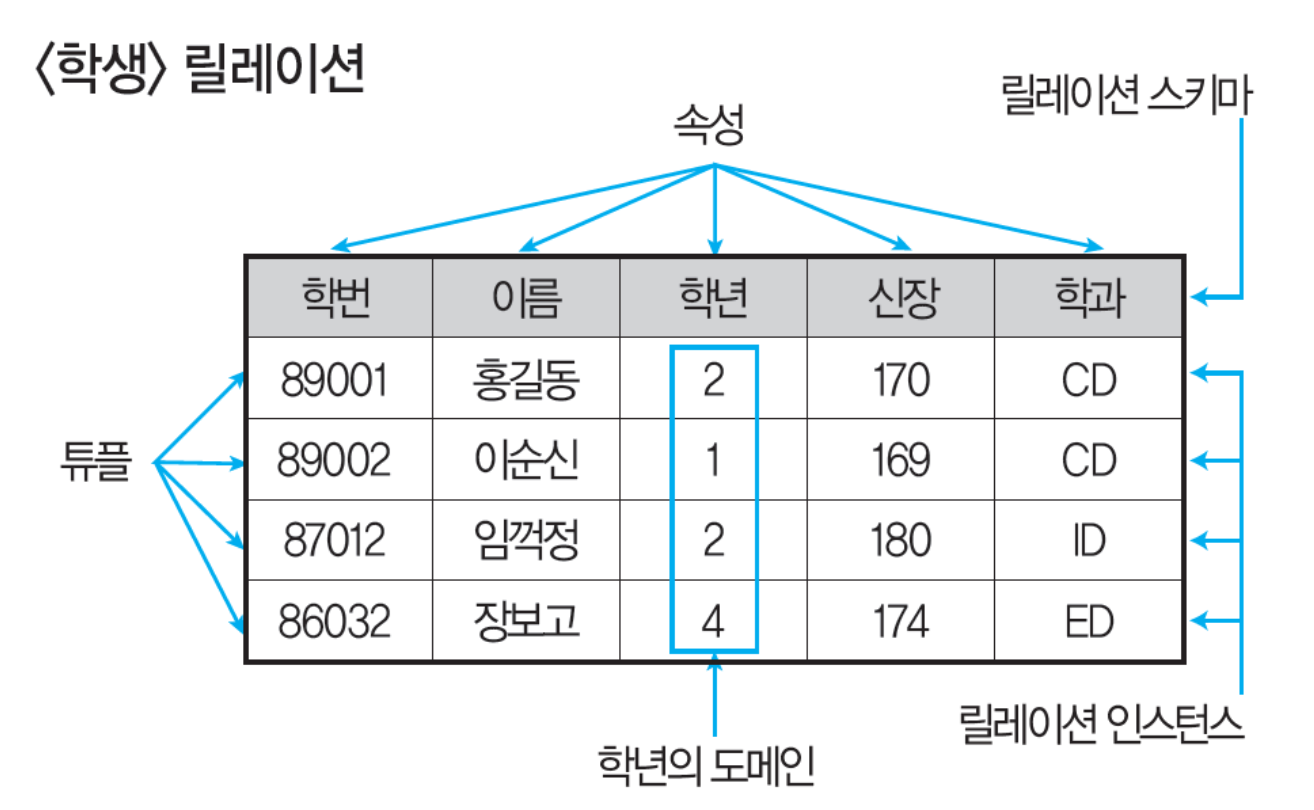 〈학생〉 릴레이션
릴레이션 스키마
속성
학번 이름 학년 신장 학과
89001 홍길동 2 170 CD
튜플
89002 이순신 1 169 CD
87012 임꺽정 2 180 ID
86032 장보고 4 174 ED
릴레이션 인스턴스
학년의 도메인